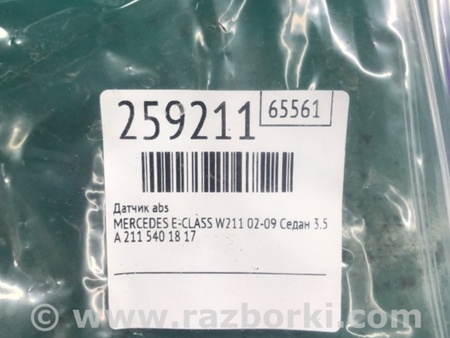 259211 65561
Датчик abs
MERCEDES E-CLASS W211 02-09 Седан 3.5
A 211 540 18 17
© www.razborki.com